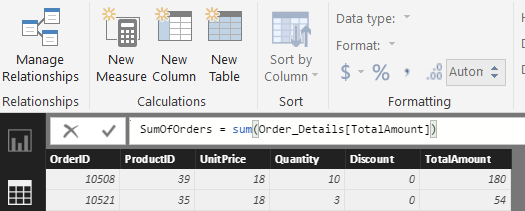 Manage Relationships
New Measure
New Column
New Table
Sort by Column
Data type:
Format:
$ % , .00 Autom
Relationships
Calculations
Sort
Formatting
SumOfOrders = sum(Order_Details[TotalAmount])
OrderID ProductID UnitPrice Quantity Discount TotalAmount
10508 39 18 10 0 180
10521 35 18 3 0 54